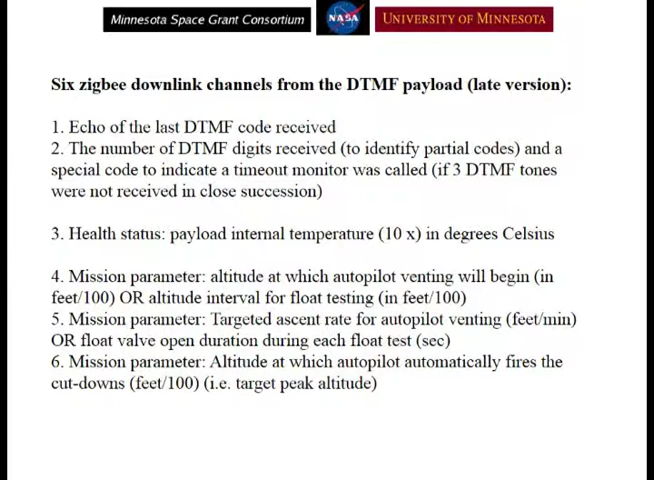 Minnesota Space Grant Consortium
NASA
UNIVERSITY OF MINNESOTA
Six zigbee downlink channels from the DTMF payload (late version):
1. Echo of the last DTMF code received
2. The number of DTMF digits received (to identify partial codes) and a
special code to indicate a timeout monitor was called (if 3 DTMF tones
were not received in close succession)
3. Health status: payload internal temperature (10 x) in degrees Celsius
4. Mission parameter: altitude at which autopilot venting will begin (in
feet/100) OR altitude interval for float testing (in feet/100)
5. Mission parameter: Targeted ascent rate for autopilot venting (feet/min)
OR float valve open duration during each float test (sec)
6. Mission parameter: Altitude at which autopilot automatically fires the
cut-downs (feet/100) (i.e. target peak altitude)